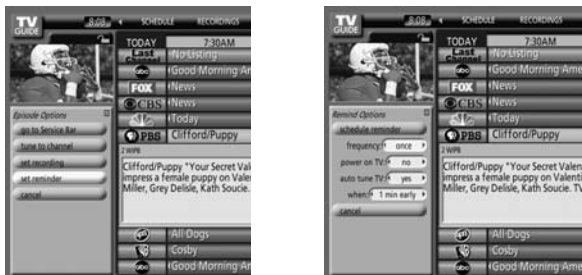 TV GUIDE 8:08 SCHEDULE RECORDINGS
TODAY 7:30AM
Last Channel No Listing
abc Good Morning Am
FOX News
CBS News
Today
PBS Clifford/Puppy
2 WIPB
Clifford/Puppy "Your Secret Vale
impress a female puppy on Valen
Miller, Grey Delisle, Kath Soucie.
All Dogs
Cosby
abc Good Morning Am
Episode Options
go to Service Bar
tune to channel
set recording
set reminder
cancel
TV GUIDE 8:08 SCHEDULE RECORDINGS
TODAY 7:30AM
Last Channel No Listing
abc Good Morning Ame
FOX News
CBS News
Today
PBS Clifford/Puppy
2 WIPB
Clifford/Puppy "Your Secret Valen
impress a female puppy on Valenti
Miller, Grey Delisle, Kath Soucie. TV
All Dogs
Cosby
abc Good Morning Ame
Remind Options
schedule reminder
frequency: once
power on TV: no
auto tune TV: yes
when: 1 min early
cancel